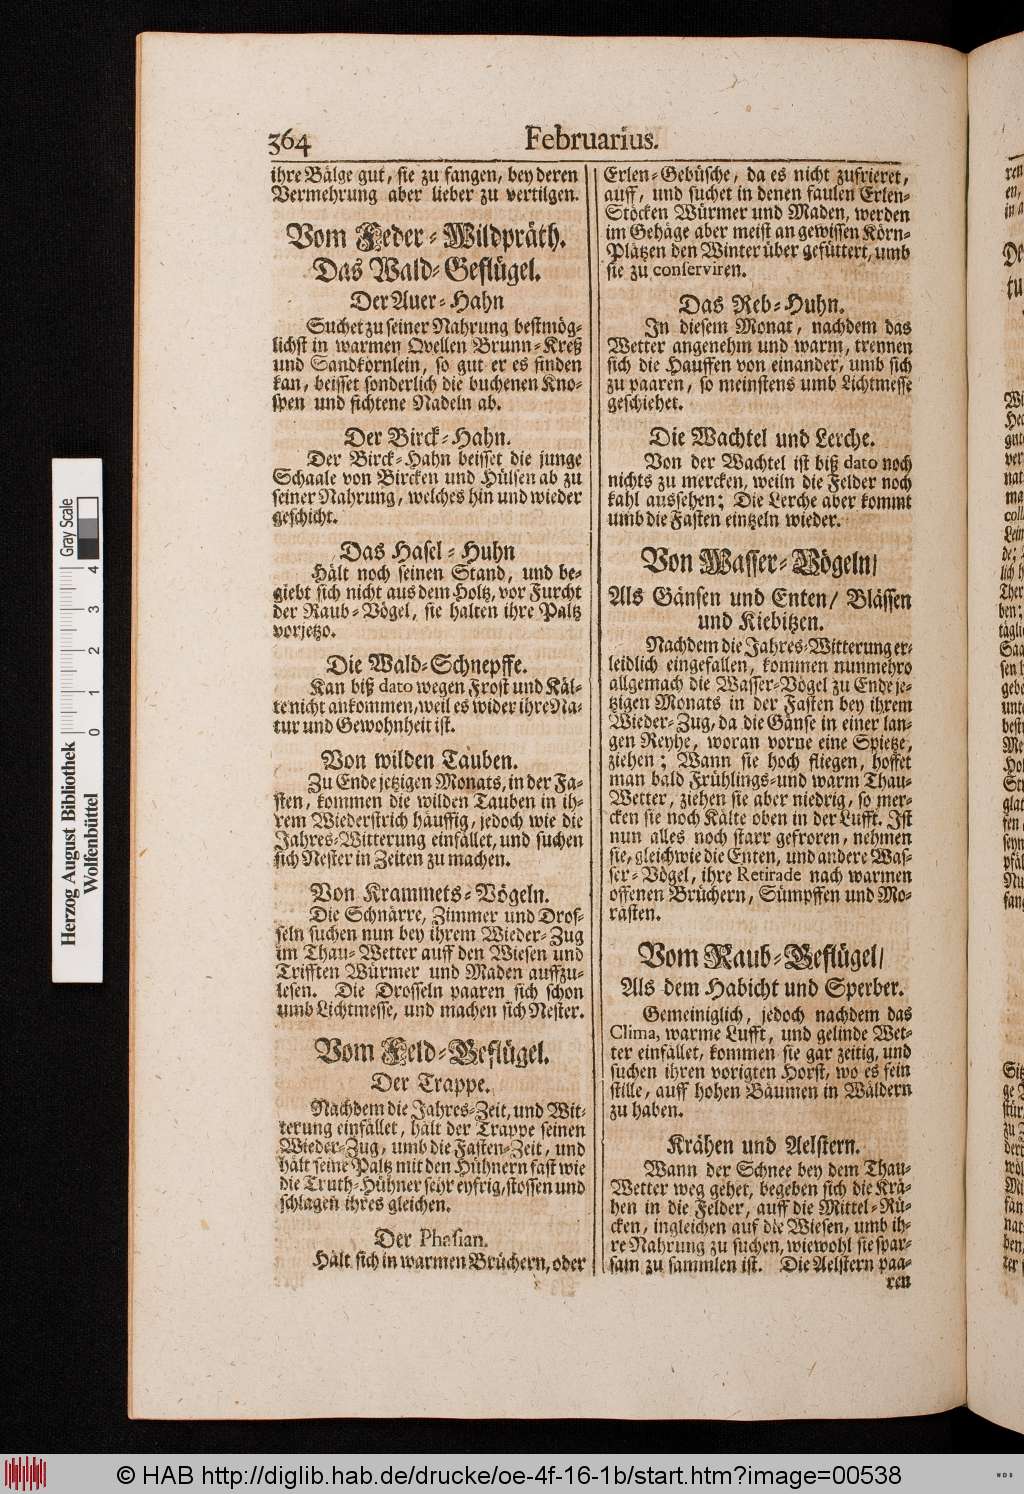 364
Februarius.
ihre Bälge gut, sie zu fangen, bey deren
Vermehrung aber lieber zu vertilgen.
Vom Feder-Wildpräth.
Das Wald-Geflügel.
Der Auer-Hahn
Suchet zu seiner Nahrung bestmög-
lichst in warmen Qvellen Brunn-Kreß
und Sandkörnlein, so gut er es finden
kan, beisset sonderlich die buchenen Kno-
spen und fichtene Nadeln ab.
Der Birck-Hahn.
Der Birck-Hahn beisset die junge
Schaale von Bircken und Hülsen ab zu
seiner Nahrung, welches hin und wieder
geschicht.
Das Hasel-Huhn
Hält noch seinen Stand, und be-
giebt sich nicht aus dem Holtz, vor Furcht
der Raub-Vögel, sie halten ihre Paltz
vorjetzo.
Die Wald-Schnepffe.
Kan biß dato wegen Frost und Käl-
te nicht ankommen, weil es wider ihre Na-
tur und Gewohnheit ist.
Von wilden Tauben.
Zu Ende jetzigen Monats, in der Fa-
sten, kommen die wilden Tauben in ih-
rem Wiederstrich häuffig, jedoch wie die
Jahres-Witterung einfället, und suchen
sich Nester in Zeiten zu machen.
Von Krammets-Vögeln.
Die Schnärre, Zimmer und Dros-
seln suchen nun bey ihrem Wieder-Zug
im Thau-Wetter auff den Wiesen und
Trifften Würmer und Maden auffzu-
lesen. Die Drosseln paaren sich schon
umb Lichtmesse, und machen sich Nester.
Vom Feld-Geflügel.
Der Trappe.
Nachdem die Jahres-Zeit, und Wit-
terung einfället, hält der Trappe seinen
Wieder-Zug, umb die Fasten-Zeit, und
hält seine Paltz mit den Hühnern fast wie
die Truth-Hühner sehr eyfrig, stossen und
schlagen ihres gleichen.
Der Phasian.
Hält sich in warmen Brüchern, oder
Erlen-Gebüsche, da es nicht zufrieret,
auff, und suchet in denen faulen Erlen-
Stöcken Würmer und Maden, werden
im Gehäge aber meist an gewissen Körn-
Plätzen den Winter über gefüttert, umb
sie zu conserviren.
Das Reb-Huhn.
In diesem Monat, nachdem das
Wetter angenehm und warm, trennen
sich die Hauffen von einander, umb sich
zu paaren, so meinstens umb Lichtmesse
geschiehet.
Die Wachtel und Lerche.
Von der Wachtel ist biß dato noch
nichts zu mercken, weiln die Felder noch
kahl aussehen; Die Lerche aber kommt
umb die Fasten eintzeln wieder.
Von Wasser-Vögeln/
Als Gänsen und Enten/ Blässen
und Kiebitzen.
Nachdem die Jahres-Witterung er-
leidlich eingefallen, kommen nunmehro
allgemach die Wasser-Vögel zu Ende je-
tzigen Monats in der Fasten bey ihrem
Wieder-Zug, da die Gänse in einer lan-
gen Reyhe, woran vorne eine Spietze,
ziehen; Wann sie hoch fliegen, hoffet
man bald Frühlings- und warm Thau-
Wetter, ziehen sie aber niedrig, so mer-
cken sie noch Kälte oben in der Lufft. Ist
nun alles noch starr gefroren, nehmen
sie, gleichwie die Enten, und andere Was-
ser-Vögel, ihre Retirade nach warmen
offenen Brüchern, Sümpffen und Mo-
rasten.
Vom Raub-Geflügel/
Als dem Habicht und Sperber.
Gemeiniglich, jedoch nachdem das
Clima, warme Lufft, und gelinde Wet-
ter einfället, kommen sie gar zeitig, und
suchen ihren vorigten Horst, wo es fein
stille, auff hohen Bäumen in Wäldern
zu haben.
Krähen und Aelstern.
Wann der Schnee bey dem Thau-
Wetter weg gehet, begeben sich die Krä-
hen in die Felder, auff die Mittel-Rü-
cken, ingleichen auf die Wiesen, umb ih-
re Nahrung zu suchen, wiewohl sie spar-
sam zu sammlen ist. Die Aelstern paa-
ren
Herzog August Bibliothek
Wolfenbüttel
0 1 2 3 4
Gray Scale
© HAB http://diglib.hab.de/drucke/oe-4f-16-1b/start.htm?image=00538